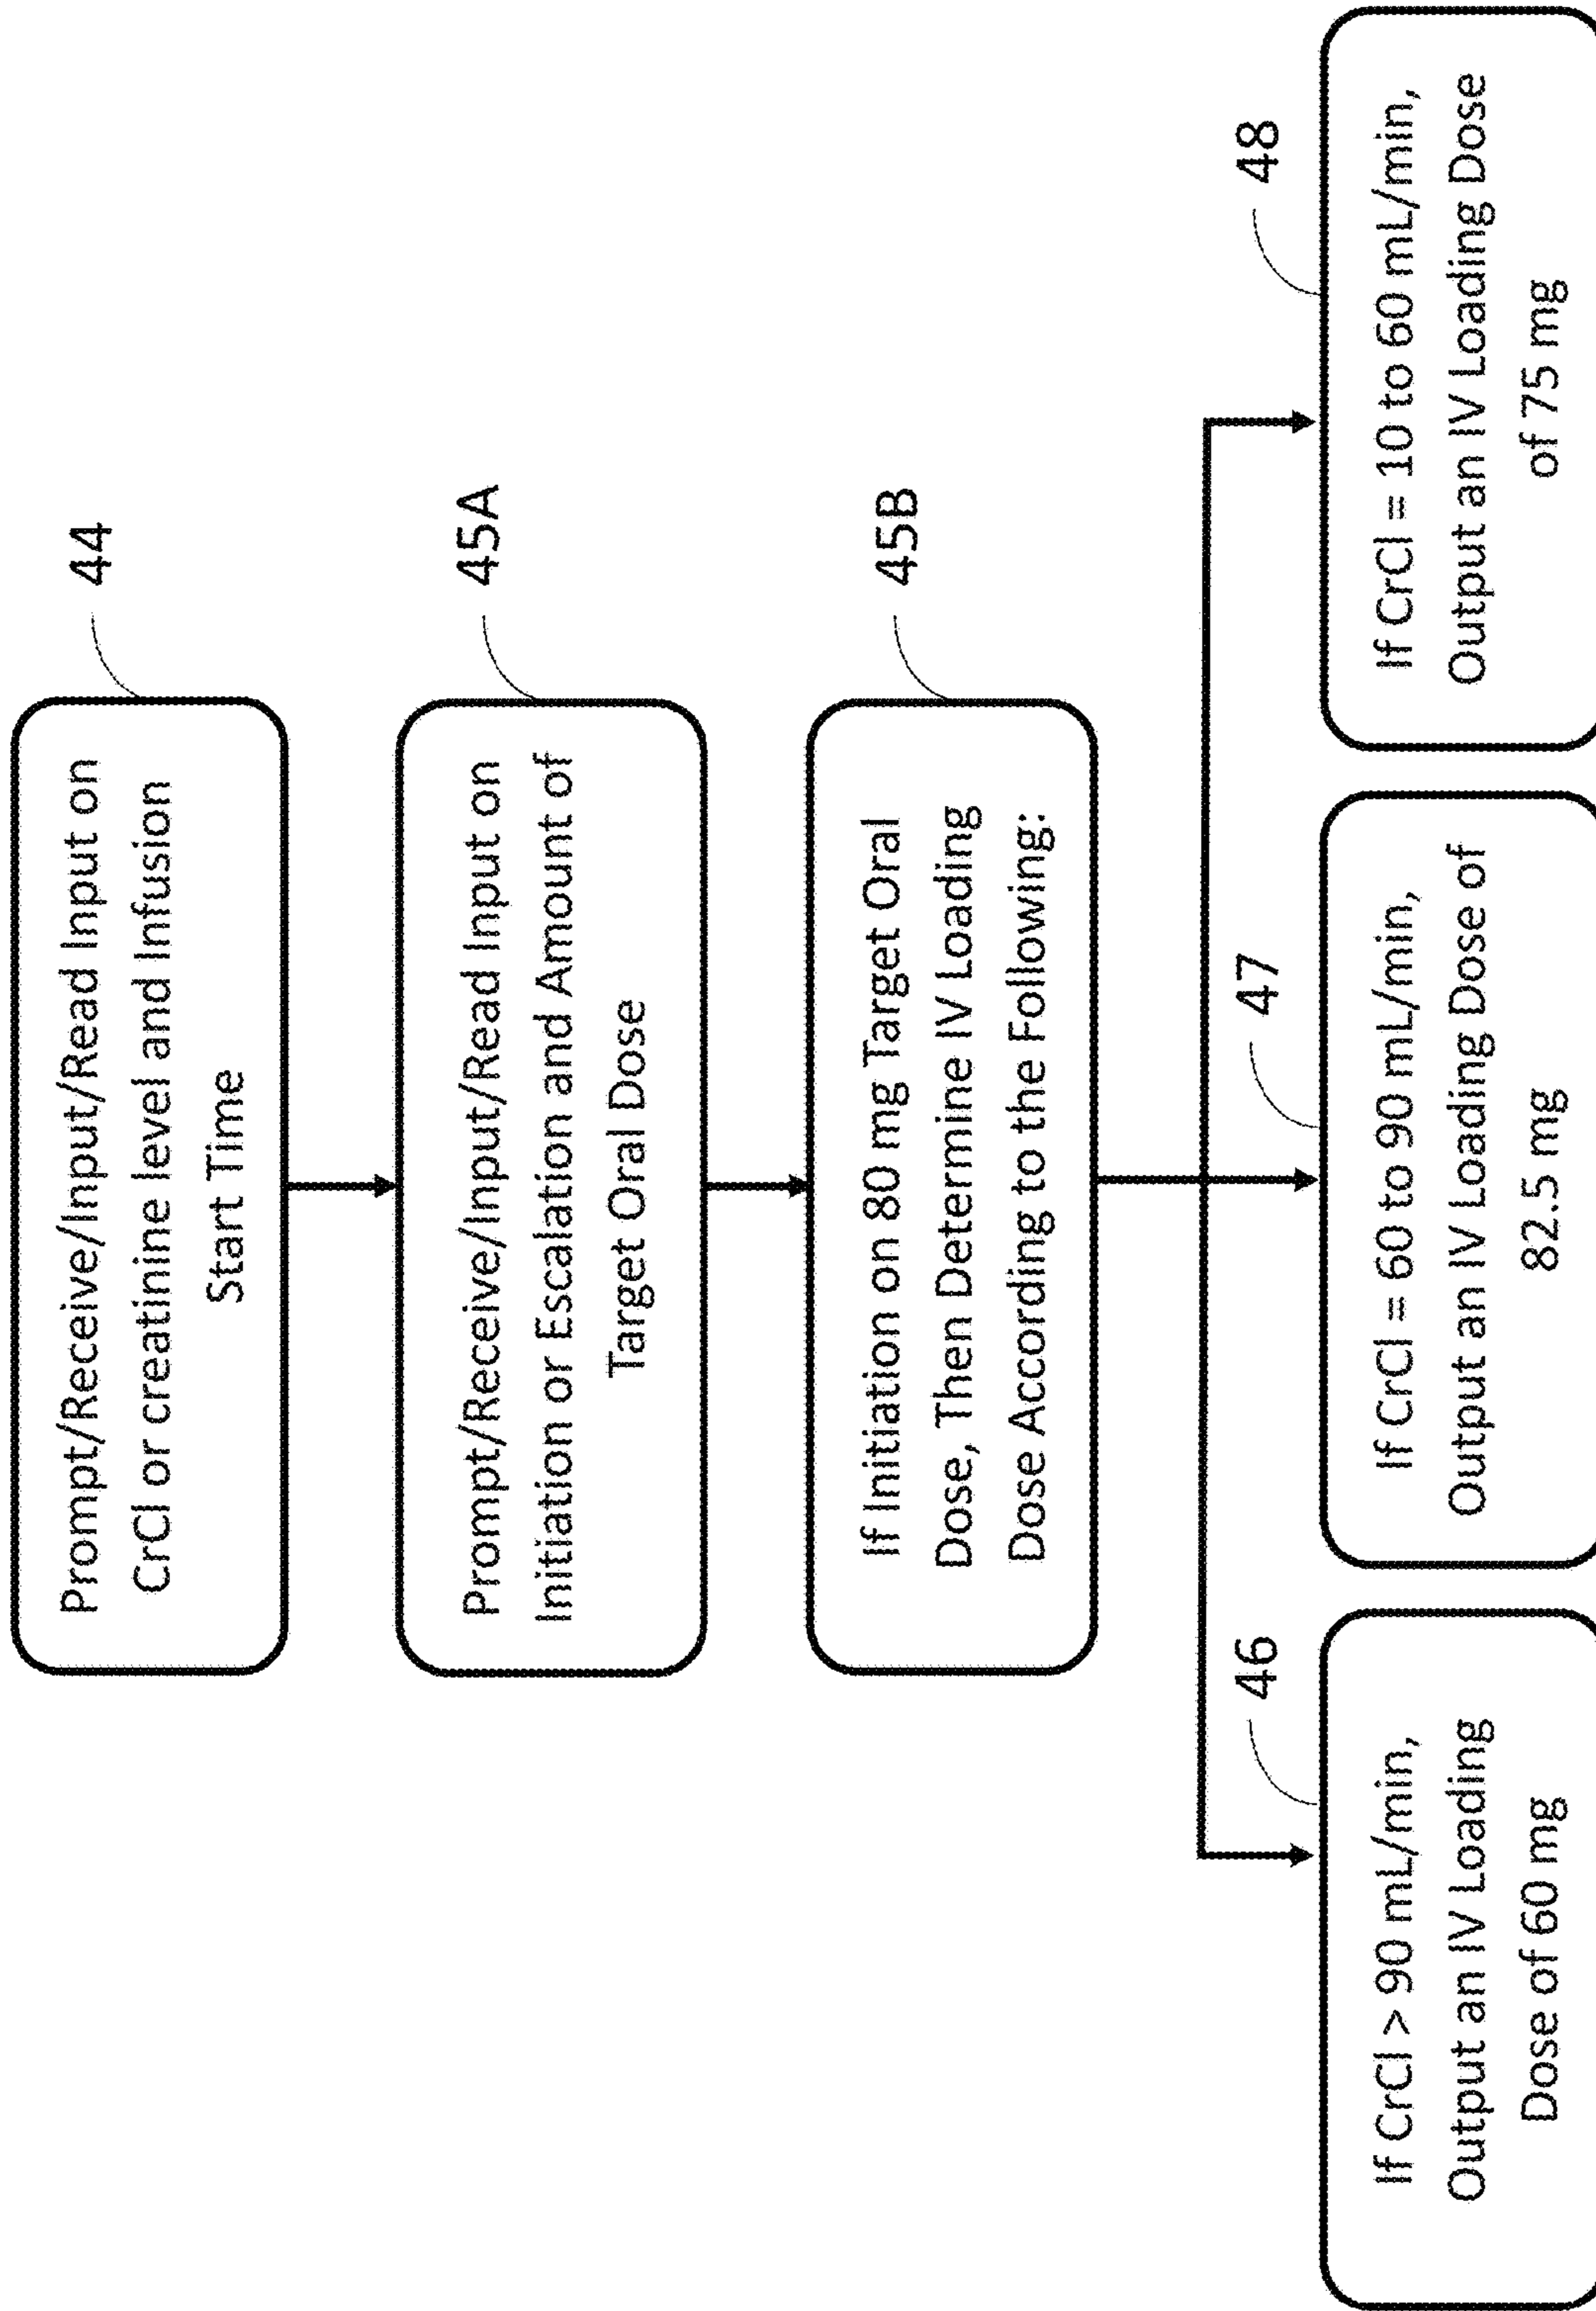 44
Prompt/Receive/Input/Read Input on
CrCl or creatinine level and Infusion
Start Time
45A
Prompt/Receive/Input/Read Input on
Initiation or Escalation and Amount of
Target Oral Dose
45B
If Initiation on 80 mg Target Oral
Dose, Then Determine IV Loading
Dose According to the Following:
46
If CrCl > 90 mL/min,
Output an IV Loading
Dose of 60 mg
47
If CrCl = 60 to 90 mL/min,
Output an IV Loading Dose of
82.5 mg
48
If CrCl = 10 to 60 mL/min,
Output an IV Loading Dose
of 75 mg